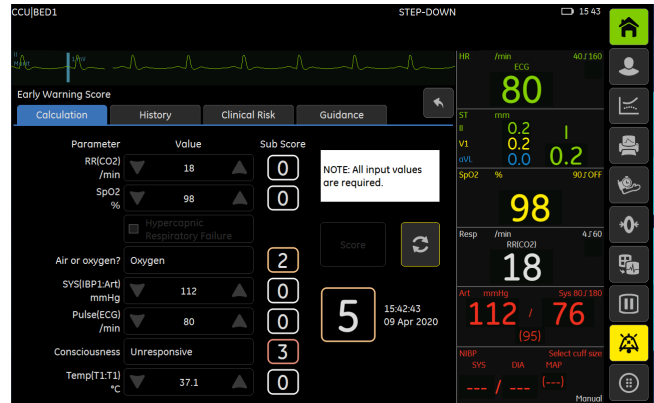 CCU|BED1 STEP-DOWN 15 43
II 1 mV
HR /min 40 160
ECG
80
Early Warning Score
Calculation History Clinical Risk Guidance
ST mm
II 0.2 I
V1 0.2 0.2
aVL 0.0
Parameter Value Sub Score
RR(CO2) /min 18 0
NOTE: All input values
are required.
SpO2 % 98 0
SpO2 % 90 OFF
98
Hypercapnic
Respiratory Failure
Score
Resp /min 4 60
RR(CO2)
18
Air or oxygen? Oxygen 2
SYS(IBP1:Art) mmHg 112 0
5
15:42:43
09 Apr 2020
Art mmHg Sys 80 180
112 / 76
(95)
Pulse(ECG) /min 80 0
Consciousness Unresponsive 3
NIBP Select cuff size
SYS DIA MAP
--- / --- (---)
Manual
Temp(T1:T1) °C 37.1 0